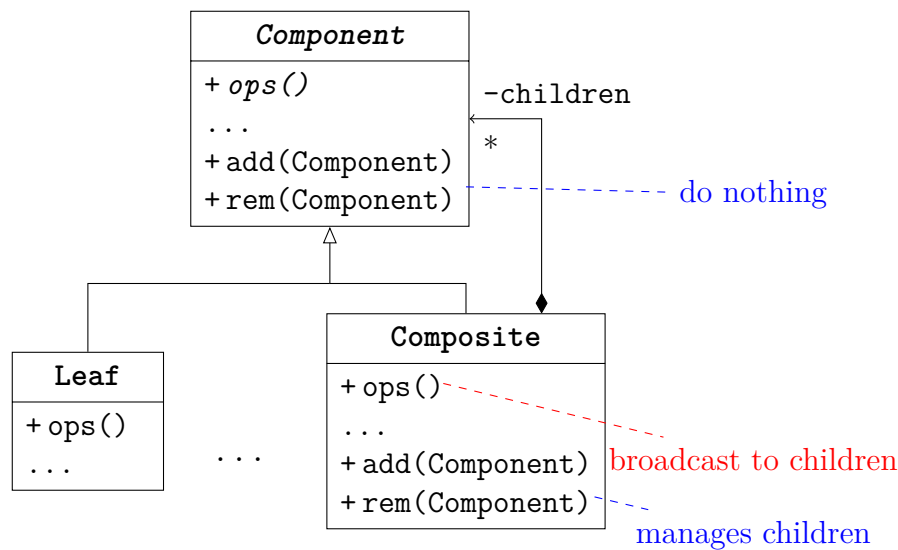 Component
+ ops()
...
+ add(Component)
+ rem(Component)
-children
*
do nothing
Leaf
+ ops()
...
...
Composite
+ ops()
...
+ add(Component)
+ rem(Component)
broadcast to children
manages children